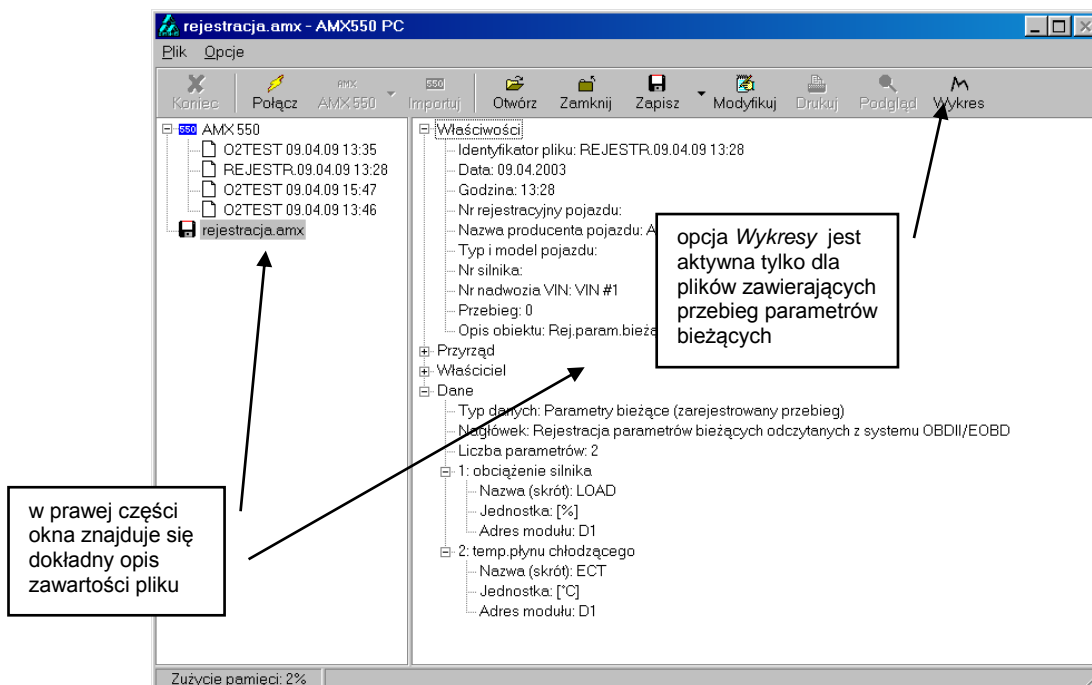 rejestracja.amx - AMX550 PC
Plik Opcje
Koniec Połącz AMX 550 Importuj Otwórz Zamknij Zapisz Modyfikuj Drukuj Podgląd Wykres
550 AMX 550
O2TEST 09.04.09 13:35
REJESTR.09.04.09 13:28
O2TEST 09.04.09 15:47
O2TEST 09.04.09 13:46
rejestracja.amx
Właściwości
Identyfikator pliku: REJESTR.09.04.09 13:28
Data: 09.04.2003
Godzina: 13:28
Nr rejestracyjny pojazdu:
Nazwa producenta pojazdu: A
Typ i model pojazdu:
Nr silnika:
Nr nadwozia VIN: VIN #1
Przebieg: 0
Opis obiektu: Rej.param.bieżą
Przyrząd
Właściciel
Dane
Typ danych: Parametry bieżące (zarejestrowany przebieg)
Nagłówek: Rejestracja parametrów bieżących odczytanych z systemu OBDII/EOBD
Liczba parametrów: 2
1: obciążenie silnika
Nazwa (skrót): LOAD
Jednostka: [%]
Adres modułu: D1
2: temp.płynu chłodzącego
Nazwa (skrót): ECT
Jednostka: [°C]
Adres modułu: D1
opcja Wykresy jest
aktywna tylko dla
plików zawierających
przebieg parametrów
bieżących
w prawej części
okna znajduje się
dokładny opis
zawartości pliku
Zużycie pamięci: 2%